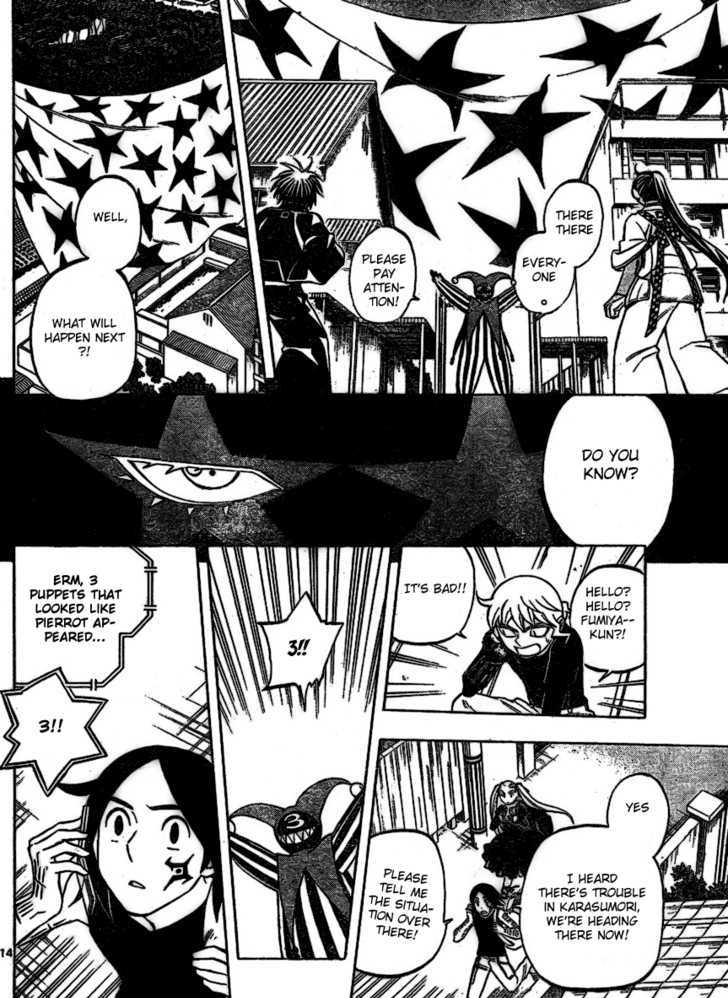 THERE
THERE
EVERY-
ONE
PLEASE
PAY
ATTEN-
TION!
WELL,
WHAT WILL
HAPPEN NEXT
?!
DO YOU
KNOW?
HELLO?
HELLO?
FUMIYA--
KUN?!
IT'S BAD!!
YES
I HEARD
THERE'S TROUBLE
IN KARASUMORI,
WE'RE HEADING
THERE NOW!
PLEASE
TELL ME
THE SITUA-
TION OVER
THERE!
3!!
3
ERM, 3
PUPPETS THAT
LOOKED LIKE
PIERROT AP-
PEARED...
3!!
14